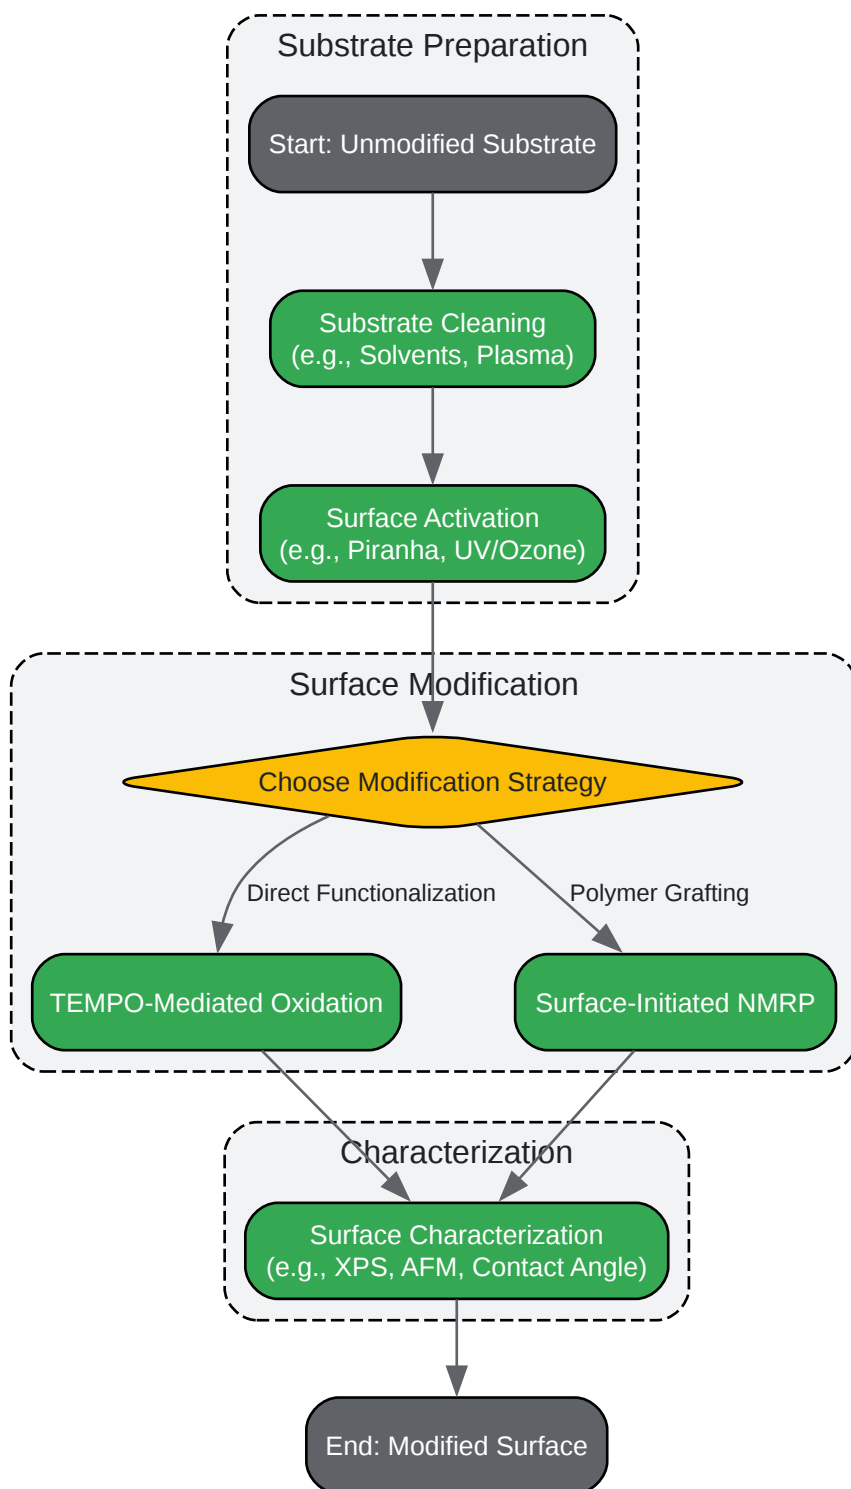 Substrate Preparation
Start: Unmodified Substrate
Substrate Cleaning
(e.g., Solvents, Plasma)
Surface Activation
(e.g., Piranha, UV/Ozone)
Surface Modification
Choose Modification Strategy
Direct Functionalization
Polymer Grafting
TEMPO-Mediated Oxidation
Surface-Initiated NMRP
Characterization
Surface Characterization
(e.g., XPS, AFM, Contact Angle)
End: Modified Surface